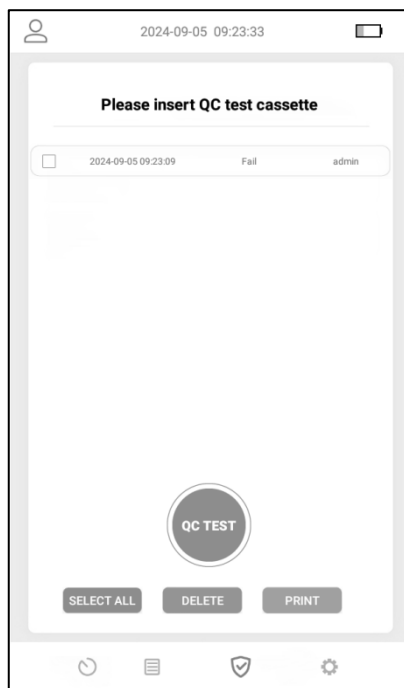 2024-09-05 09:23:33
Please insert QC test cassette
2024-09-05 09:23:09 Fail admin
QC TEST
SELECT ALL DELETE PRINT